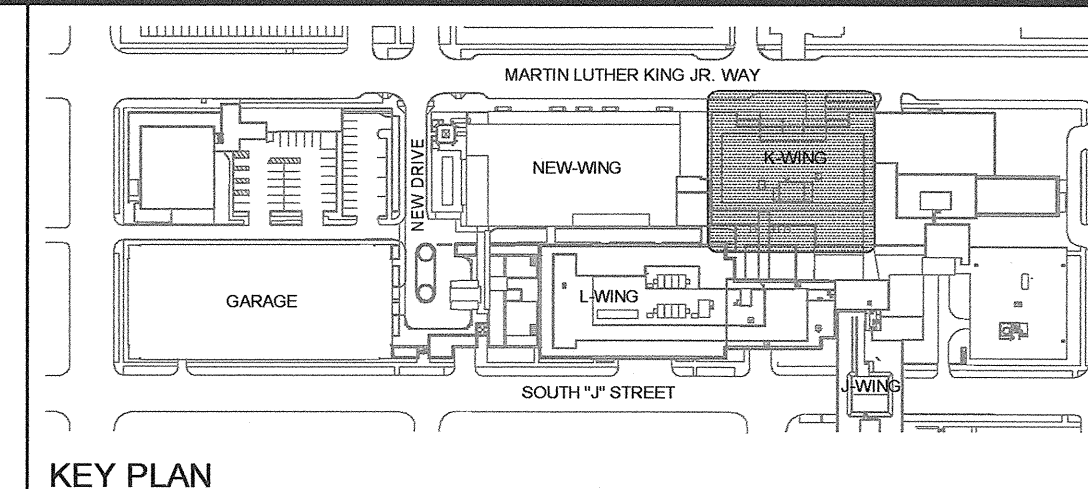 MARTIN LUTHER KING JR. WAY
NEW DRIVE
NEW-WING
K-WING
GARAGE
L-WING
J-WING
SOUTH "J" STREET
KEY PLAN